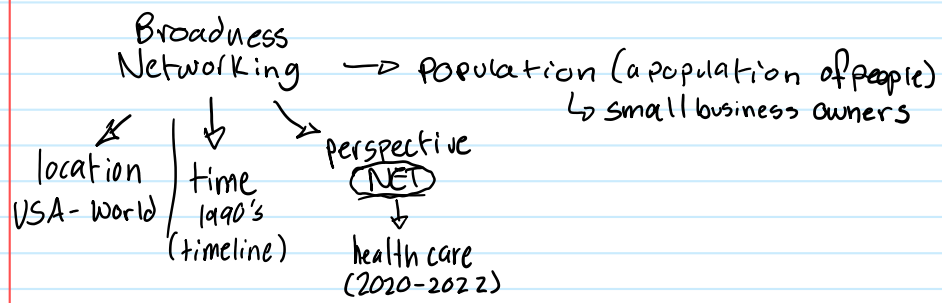 Broadness
Networking → population (a population of people)
↳ small business owners
location
USA - World
time
1990's
(timeline)
perspective
NET
health care
(2020-2022)